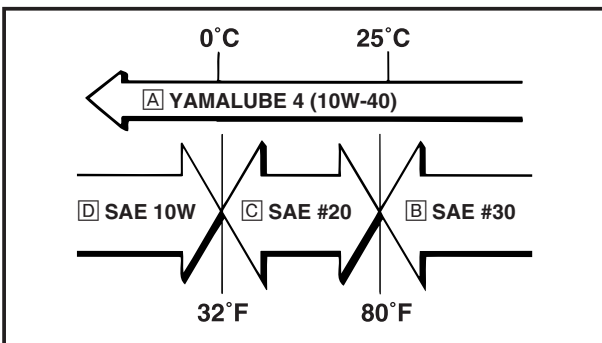 0˚C 25˚C
A YAMALUBE 4 (10W-40)
D SAE 10W C SAE #20 B SAE #30
32˚F 80˚F